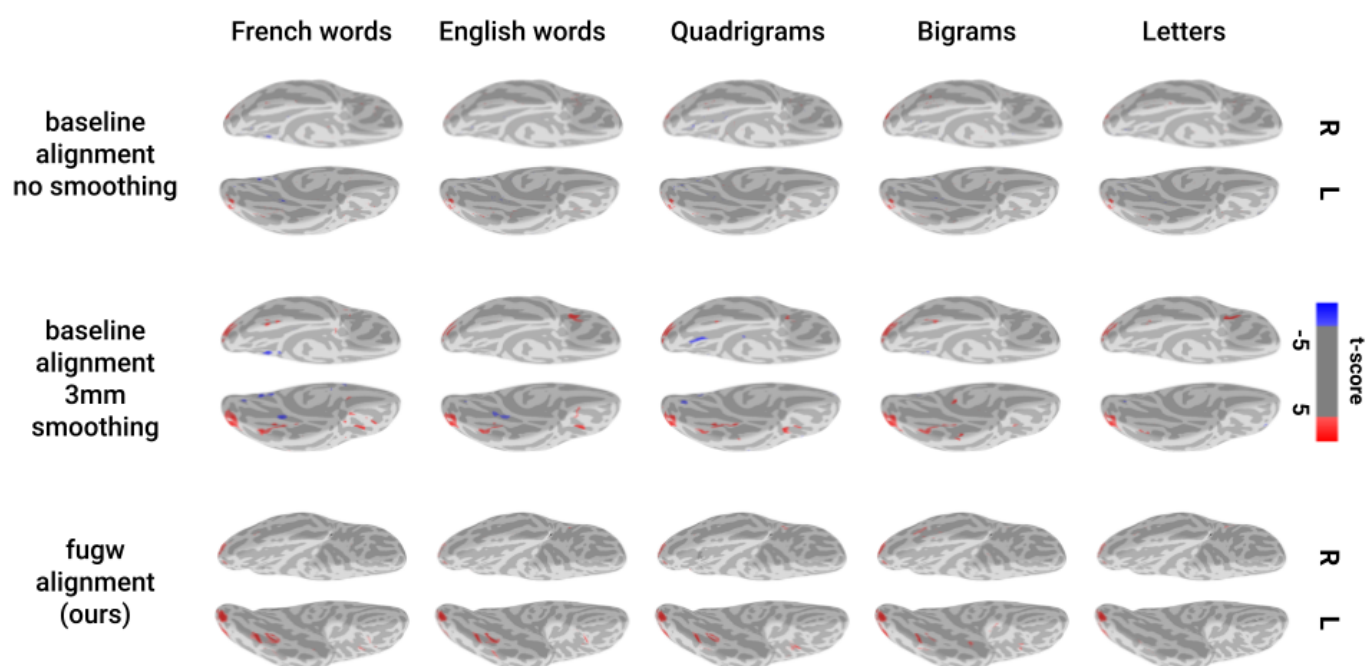 French words
English words
Quadrigrams
Bigrams
Letters
baseline
alignment
no smoothing
R
L
baseline
alignment
3mm
smoothing
-5
5
t-score
fugw
alignment
(ours)
R
L